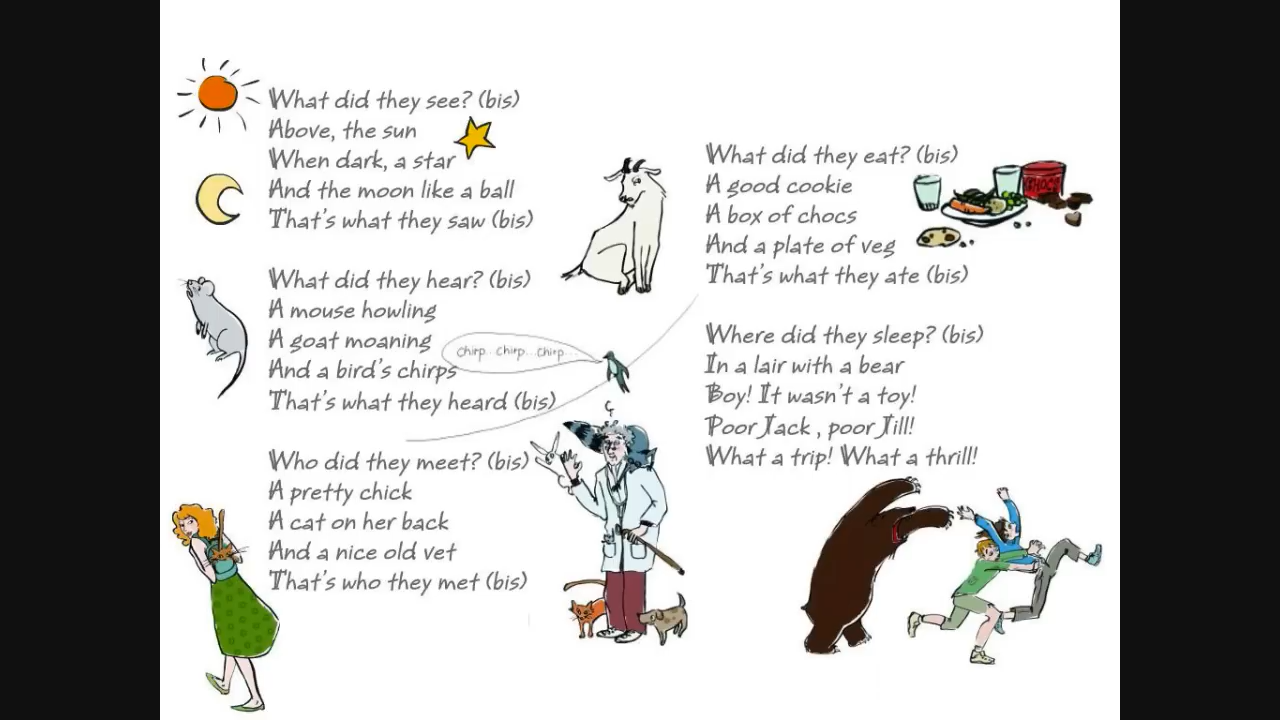 What did they see? (bis)
Above, the sun
When dark, a star
And the moon like a ball
That's what they saw (bis)
What did they hear? (bis)
A mouse howling
A goat moaning
And a bird's chirps
That's what they heard (bis)
chirp...chirp...chirp...
Who did they meet? (bis)
A pretty chick
A cat on her back
And a nice old vet
That's who they met (bis)
What did they eat? (bis)
A good cookie
A box of chocs
And a plate of veg
That's what they ate (bis)
Where did they sleep? (bis)
In a lair with a bear
Boy! It wasn't a toy!
Poor Jack , poor Jill!
What a trip! What a thrill!